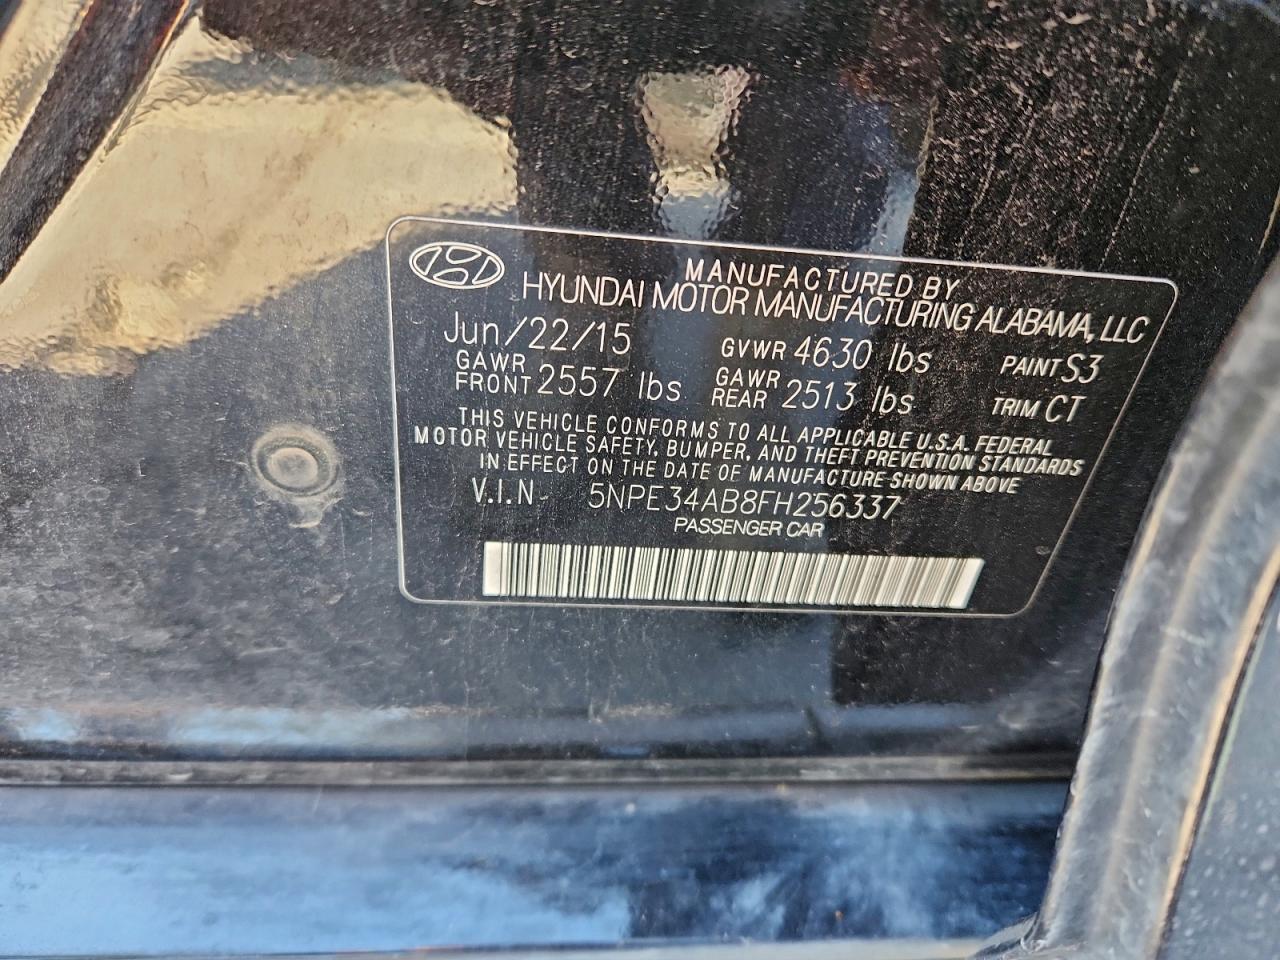 MANUFACTURED BY
HYUNDAI MOTOR MANUFACTURING ALABAMA, LLC
Jun/22/15 GVWR 4630 lbs PAINT S3
GAWR FRONT 2557 lbs GAWR REAR 2513 lbs TRIM CT
THIS VEHICLE CONFORMS TO ALL APPLICABLE U.S.A. FEDERAL
MOTOR VEHICLE SAFETY, BUMPER, AND THEFT PREVENTION STANDARDS
IN EFFECT ON THE DATE OF MANUFACTURE SHOWN ABOVE
V.I.N- 5NPE34AB8FH256337
PASSENGER CAR